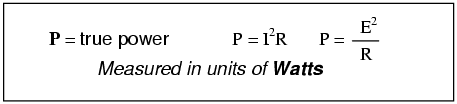 P = true power P = I²R P = E²/R
Measured in units of Watts